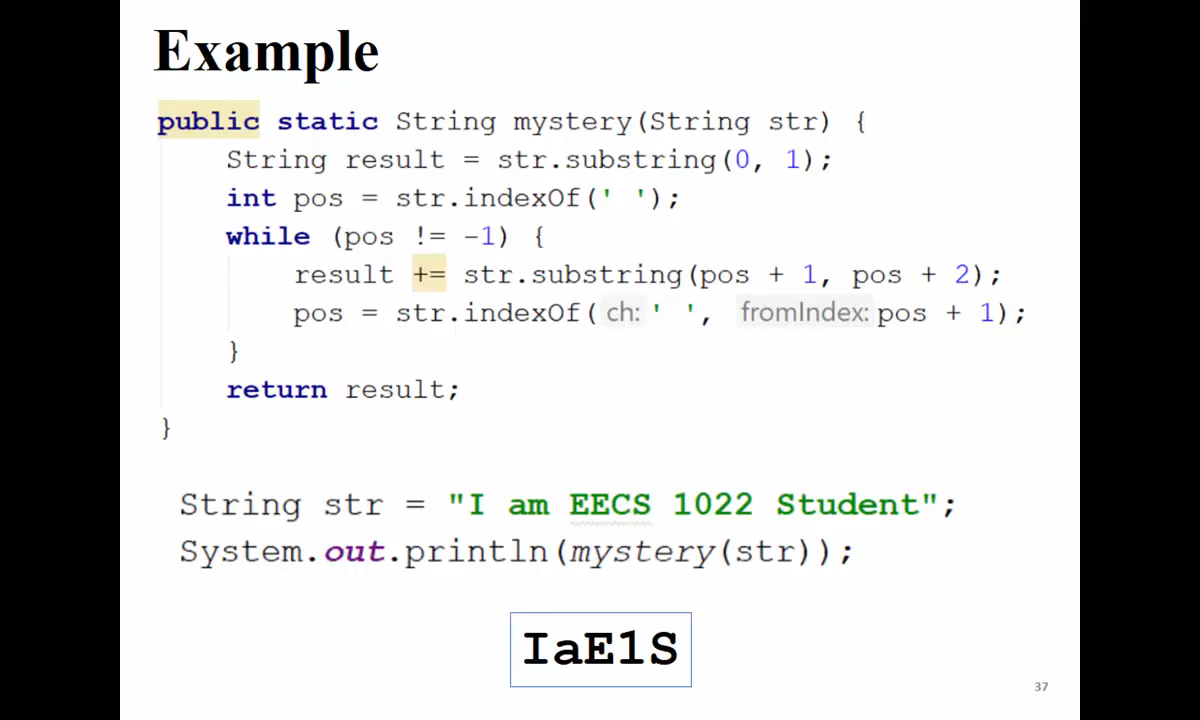 Example
public static String mystery(String str) {
String result = str.substring(0, 1);
int pos = str.indexOf(' ');
while (pos != -1) {
result += str.substring(pos + 1, pos + 2);
pos = str.indexOf( ch: ' ', fromIndex: pos + 1);
}
return result;
}
String str = "I am EECS 1022 Student";
System.out.println(mystery(str));
IaE1S
37